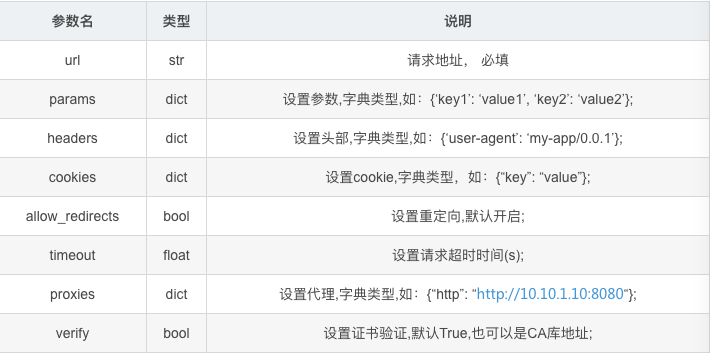 参数名 类型 说明
url str 请求地址， 必填
params dict 设置参数,字典类型,如：{‘key1’: ‘value1’, ‘key2’: ‘value2’};
headers dict 设置头部,字典类型,如：{‘user-agent’: ‘my-app/0.0.1’};
cookies dict 设置cookie,字典类型，如：{“key”: “value”};
allow_redirects bool 设置重定向,默认开启;
timeout float 设置请求超时时间(s);
proxies dict 设置代理,字典类型,如：{“http”: “http://10.10.1.10:8080“};
verify bool 设置证书验证,默认True,也可以是CA库地址;